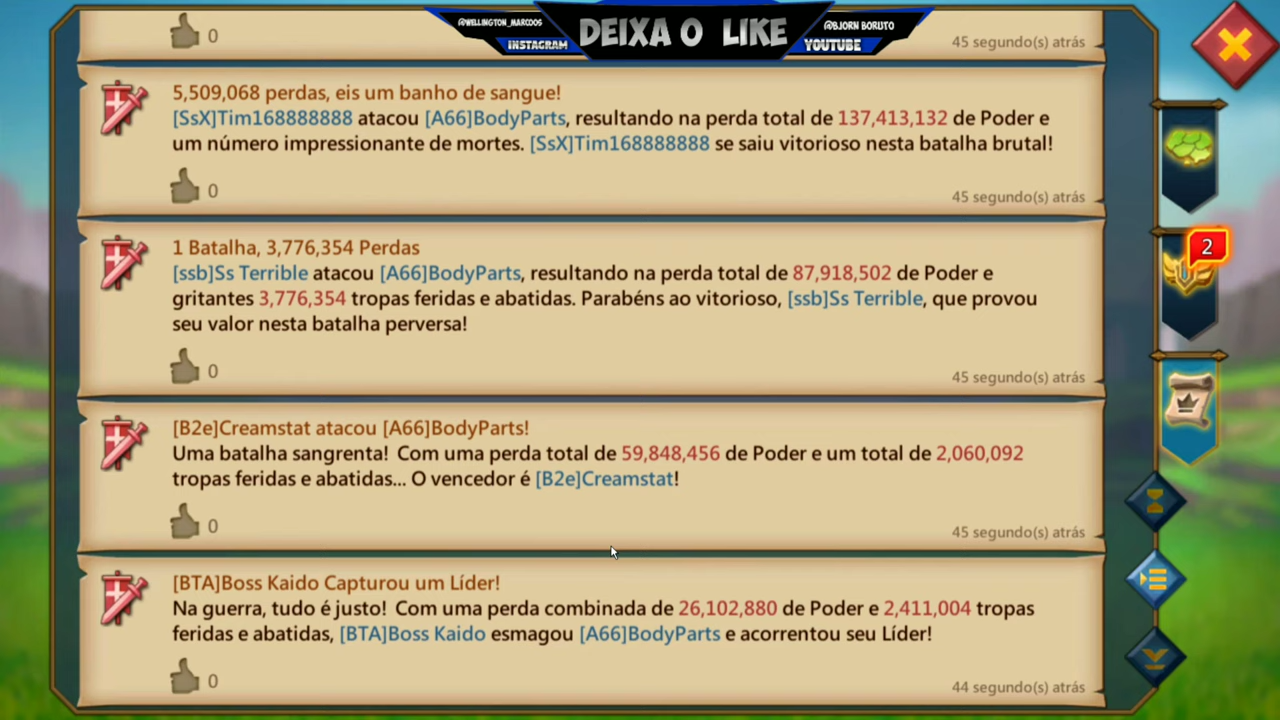 @WELLINGTON_MARCOOS
INSTAGRAM
DEIXA O LIKE
@BJORN BORUTO
YOUTUBE
0
45 segundo(s) atrás
5,509,068 perdas, eis um banho de sangue!
[SsX]Tim168888888 atacou [A66]BodyParts, resultando na perda total de 137,413,132 de Poder e
um número impressionante de mortes. [SsX]Tim168888888 se saiu vitorioso nesta batalha brutal!
0
45 segundo(s) atrás
1 Batalha, 3,776,354 Perdas
[ssb]Ss Terrible atacou [A66]BodyParts, resultando na perda total de 87,918,502 de Poder e
gritantes 3,776,354 tropas feridas e abatidas. Parabéns ao vitorioso, [ssb]Ss Terrible, que provou
seu valor nesta batalha perversa!
0
45 segundo(s) atrás
[B2e]Creamstat atacou [A66]BodyParts!
Uma batalha sangrenta! Com uma perda total de 59,848,456 de Poder e um total de 2,060,092
tropas feridas e abatidas... O vencedor é [B2e]Creamstat!
0
45 segundo(s) atrás
[BTA]Boss Kaido Capturou um Líder!
Na guerra, tudo é justo! Com uma perda combinada de 26,102,880 de Poder e 2,411,004 tropas
feridas e abatidas, [BTA]Boss Kaido esmagou [A66]BodyParts e acorrentou seu Líder!
0
44 segundo(s) atrás
2